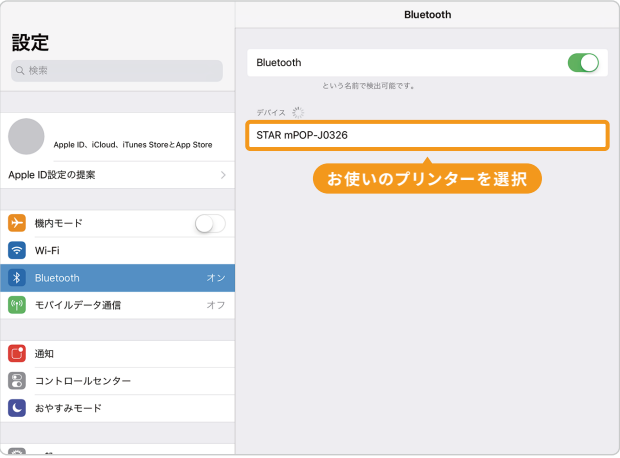 設定
検索
Apple ID、iCloud、iTunes StoreとApp Store
Apple ID設定の提案
機内モード
Wi-Fi
Bluetooth オン
モバイルデータ通信 オフ
通知
コントロールセンター
おやすみモード
Bluetooth
Bluetooth
という名前で検出可能です。
デバイス
STAR mPOP-J0326
お使いのプリンターを選択